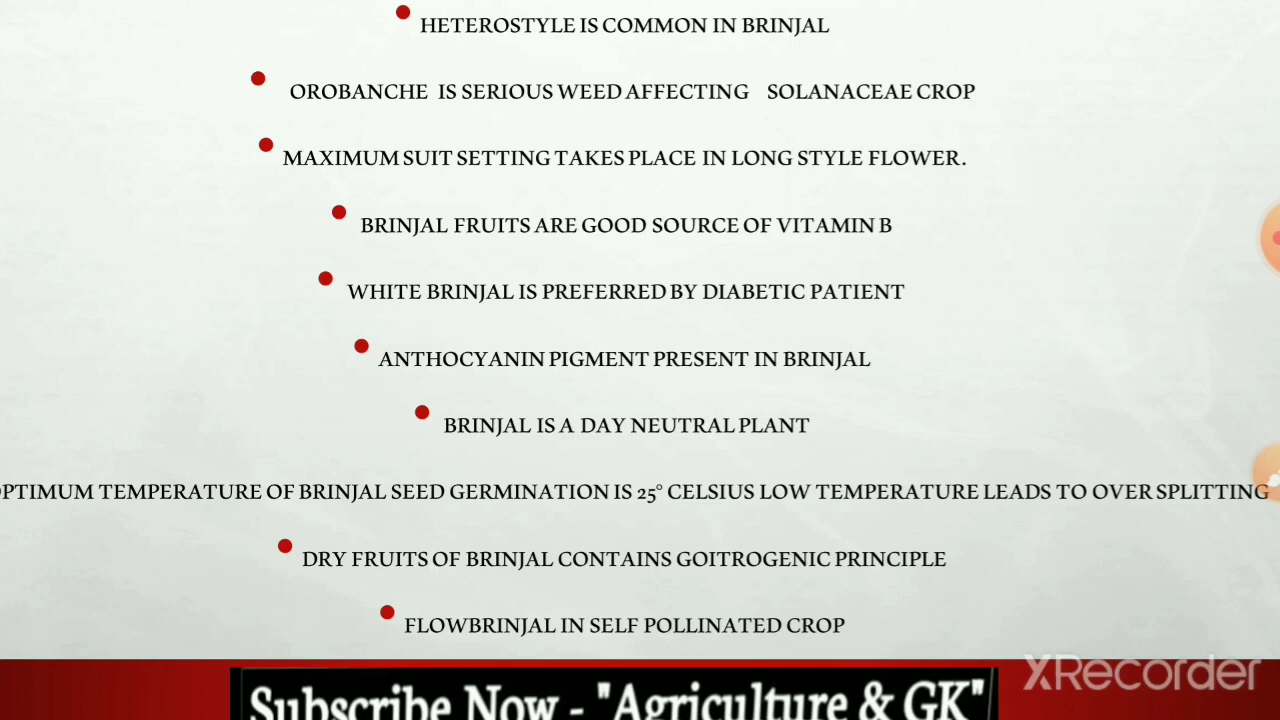 HETEROSTYLE IS COMMON IN BRINJAL
OROBANCHE IS SERIOUS WEED AFFECTING SOLANACEAE CROP
MAXIMUM SUIT SETTING TAKES PLACE IN LONG STYLE FLOWER.
BRINJAL FRUITS ARE GOOD SOURCE OF VITAMIN B
WHITE BRINJAL IS PREFERRED BY DIABETIC PATIENT
ANTHOCYANIN PIGMENT PRESENT IN BRINJAL
BRINJAL IS A DAY NEUTRAL PLANT
OPTIMUM TEMPERATURE OF BRINJAL SEED GERMINATION IS 25° CELSIUS LOW TEMPERATURE LEADS TO OVER SPLITTING
DRY FRUITS OF BRINJAL CONTAINS GOITROGENIC PRINCIPLE
FLOWBRINJAL IN SELF POLLINATED CROP
XRecorder
Subscribe Now - "Agriculture & GK"